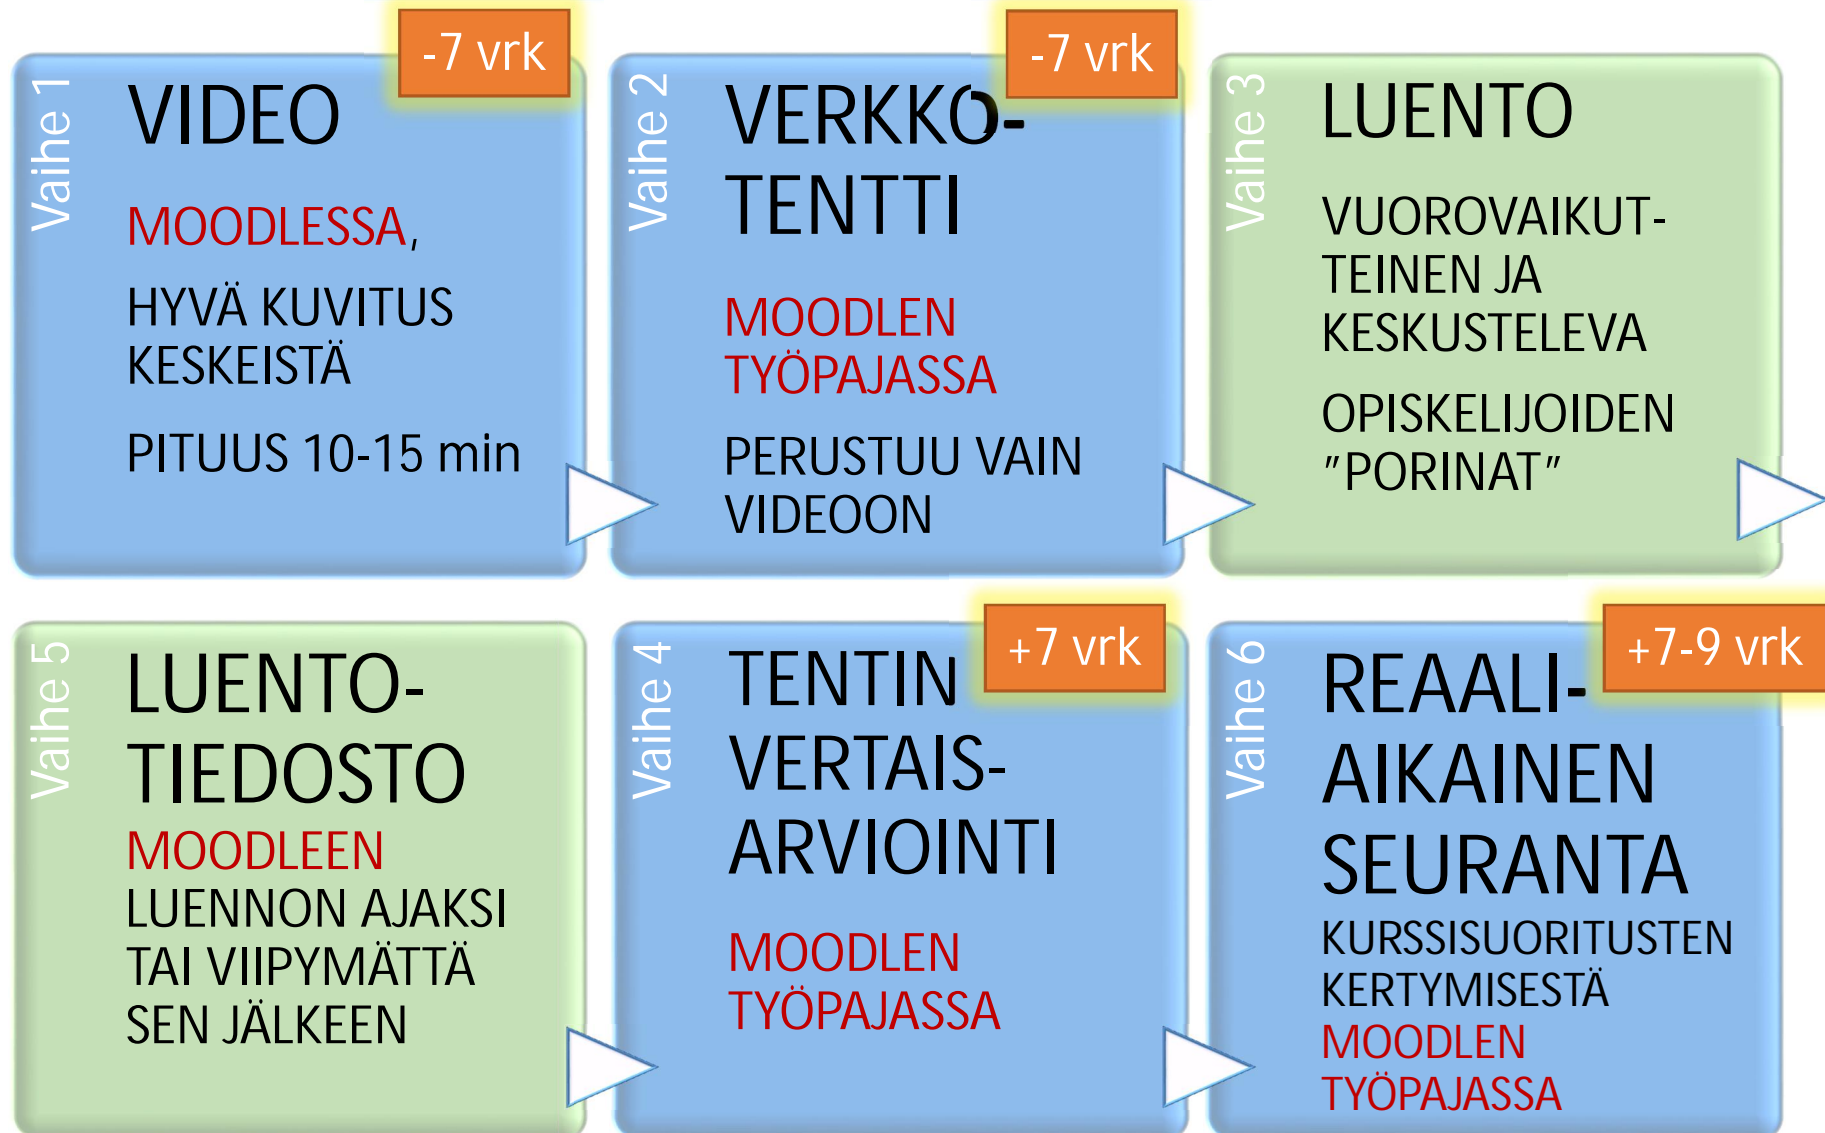 -7 vrk
Vaihe 1
VIDEO
MOODLESSA,
HYVÄ KUVITUS
KESKEISTÄ
PITUUS 10-15 min
-7 vrk
Vaihe 2
VERKKO-
TENTTI
MOODLEN
TYÖPAJASSA
PERUSTUU VAIN
VIDEOON
Vaihe 3
LUENTO
VUOROVAIKUT-
TEINEN JA
KESKUSTELEVA
OPISKELIJOIDEN
"PORINAT"
Vaihe 5
LUENTO-
TIEDOSTO
MOODLEEN
LUENNON AJAKSI
TAI VIIPYMÄTTÄ
SEN JÄLKEEN
+7 vrk
Vaihe 4
TENTIN
VERTAIS-
ARVIOINTI
MOODLEN
TYÖPAJASSA
+7-9 vrk
Vaihe 6
REAALI-
AIKAINEN
SEURANTA
KURSSISUORITUSTEN
KERTYMISESTÄ
MOODLEN
TYÖPAJASSA